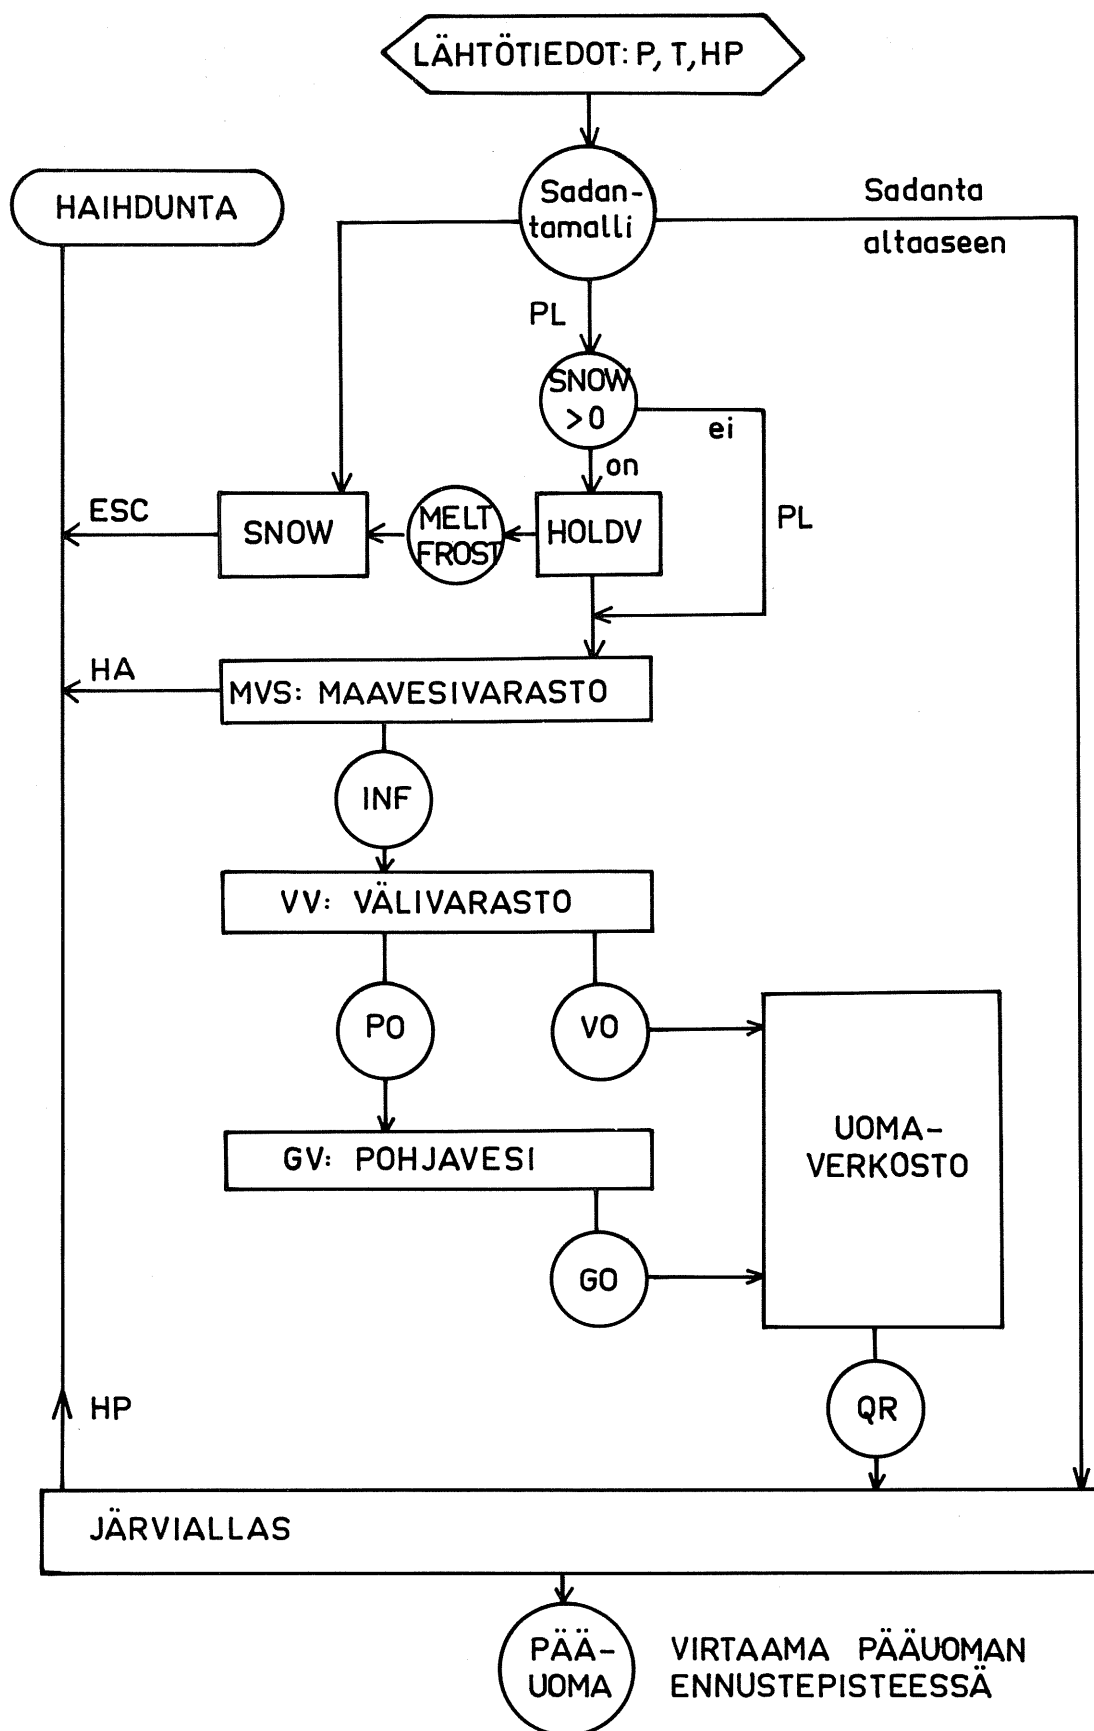 LÄHTÖTIEDOT: P, T, HP
HAIHDUNTA
Sadan-
tamalli
Sadanta
altaaseen
PL
SNOW
>0
ei
on
PL
ESC
SNOW
MELT
FROST
HOLDV
HA
MVS: MAAVESIVARASTO
INF
VV: VÄLIVARASTO
PO
VO
UOMA-
VERKOSTO
GV: POHJAVESI
GO
HP
QR
JÄRVIALLAS
PÄÄ-
UOMA
VIRTAAMA PÄÄUOMAN
ENNUSTEPISTEESSÄ